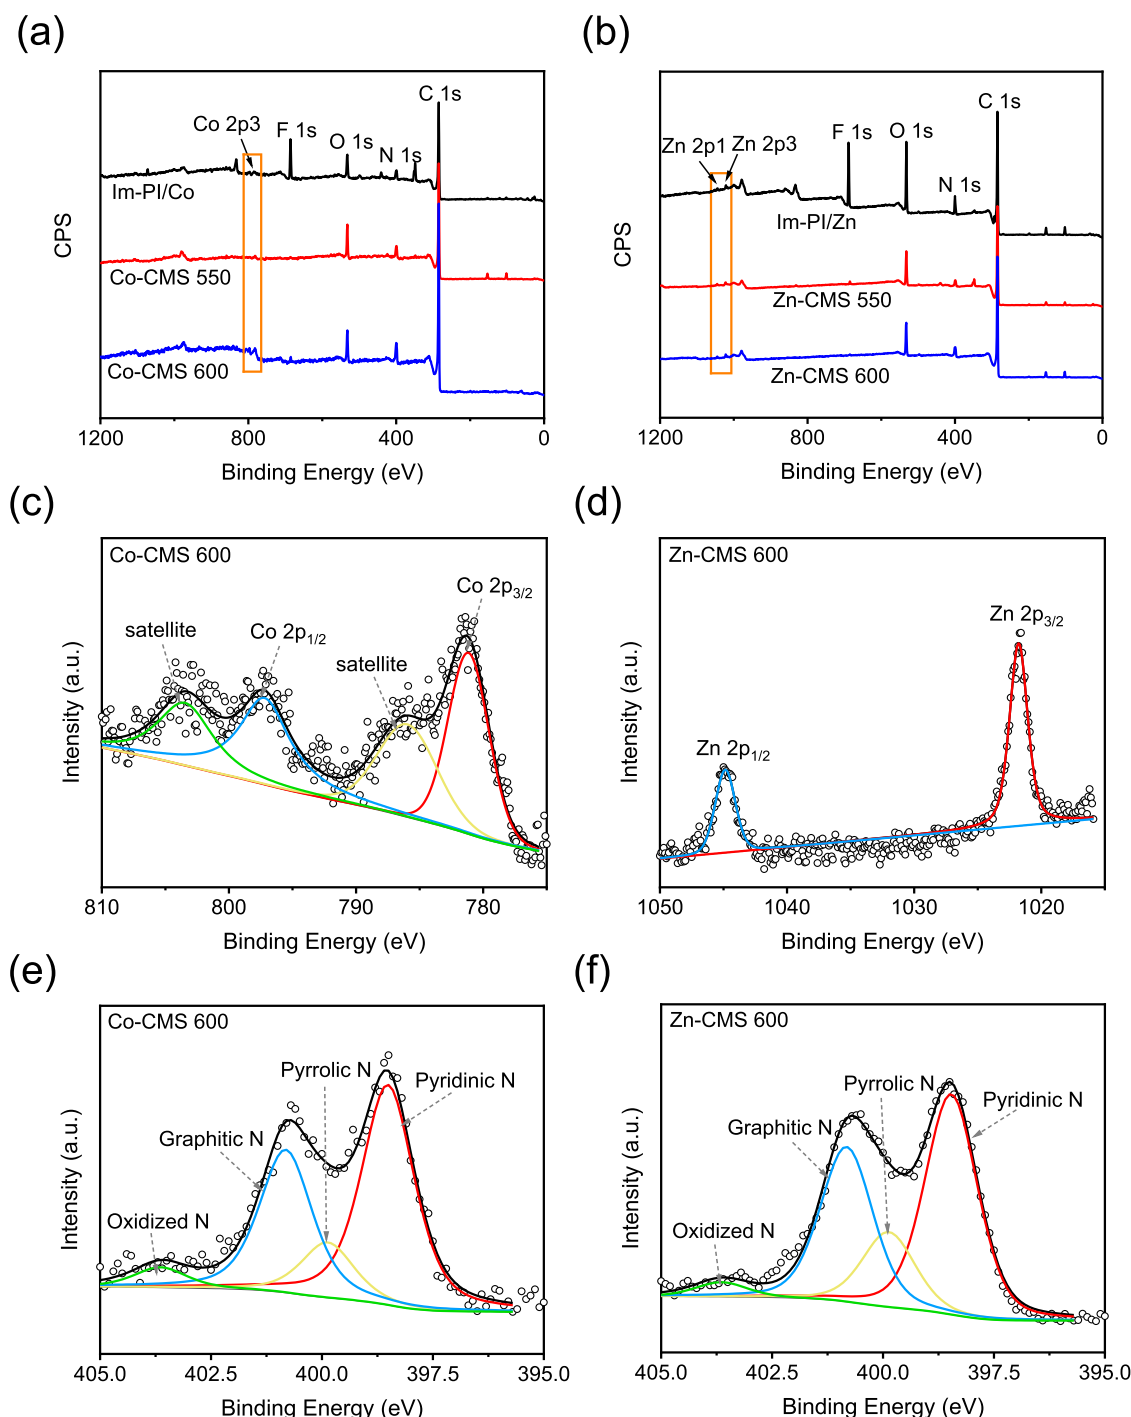 (a)
C 1s
Co 2p3
F 1s
O 1s
N 1s
Im-PI/Co
CPS
Co-CMS 550
Co-CMS 600
1200 800 400 0
Binding Energy (eV)
(b)
C 1s
F 1s
O 1s
Zn 2p1
Zn 2p3
N 1s
Im-PI/Zn
CPS
Zn-CMS 550
Zn-CMS 600
1200 800 400 0
Binding Energy (eV)
(c)
Co-CMS 600
Co 2p3/2
satellite
Co 2p1/2
satellite
Intensity (a.u.)
810 800 790 780
Binding Energy (eV)
(d)
Zn-CMS 600
Zn 2p3/2
Zn 2p1/2
Intensity (a.u.)
1050 1040 1030 1020
Binding Energy (eV)
(e)
Co-CMS 600
Pyrrolic N
Pyridinic N
Graphitic N
Oxidized N
Intensity (a.u.)
405.0 402.5 400.0 397.5 395.0
Binding Energy (eV)
(f)
Zn-CMS 600
Pyrrolic N
Pyridinic N
Graphitic N
Oxidized N
Intensity (a.u.)
405.0 402.5 400.0 397.5 395.0
Binding Energy (eV)